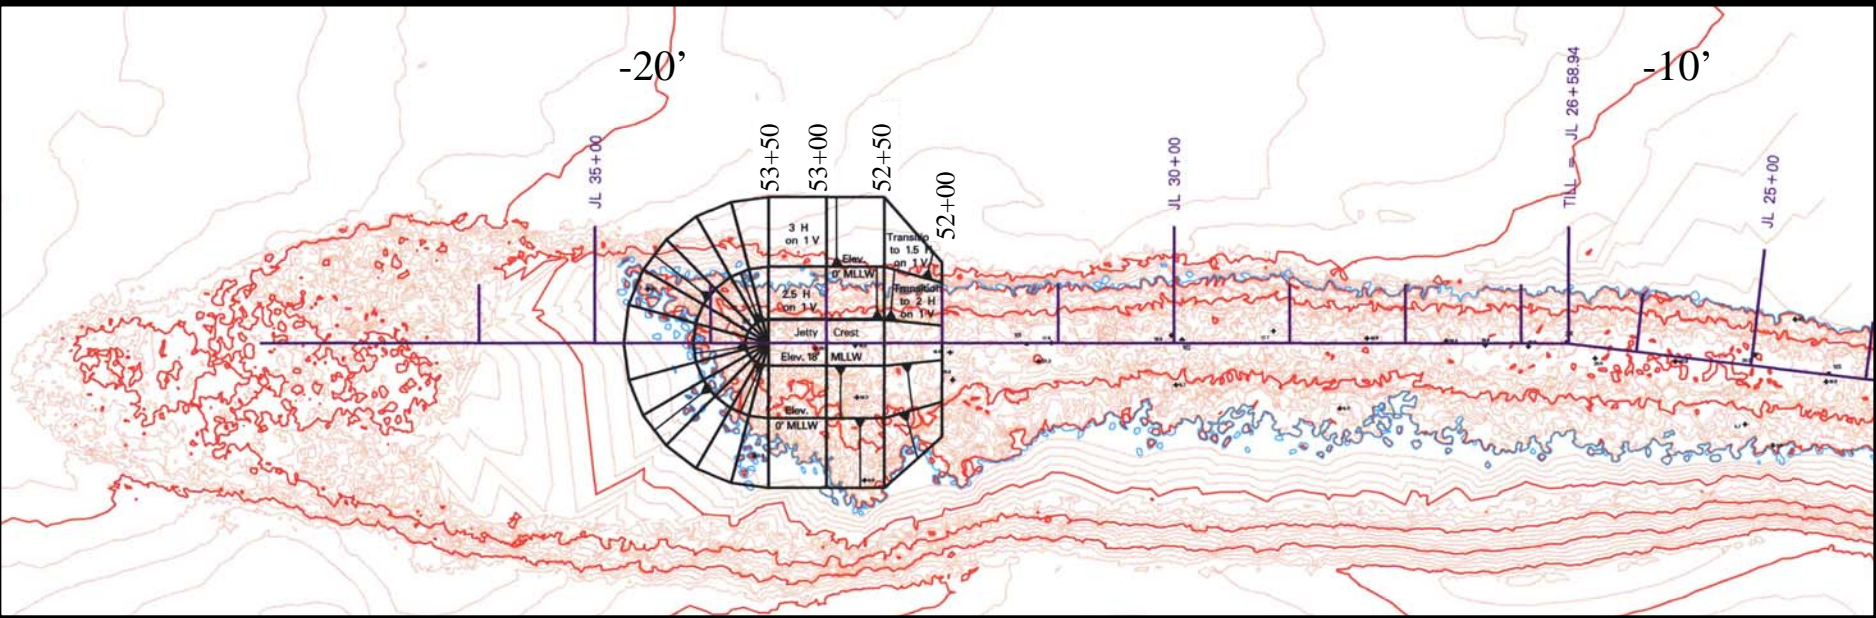 -20’
-10’
JL 35+00
53+50
53+00
52+50
52+00
JL 30+00
TILL = JL 26+58.94
JL 25+00
3 H
on 1 V
Elev.
0' MLLW
to 1.5 H
on 1 V
2.5 H
on 1 V
Transition
to 2 H
on 1 V
Jetty Crest
Elev. 18' MLLW
Elev.
0' MLLW